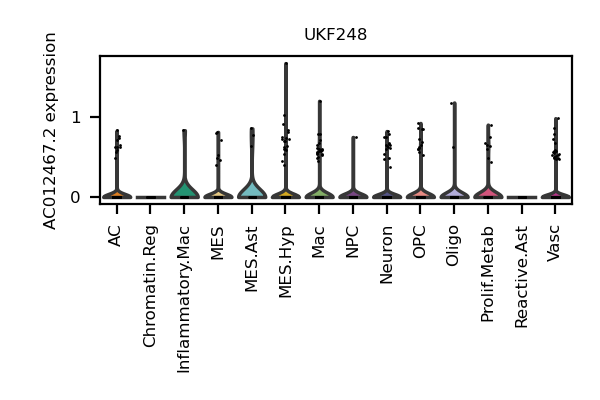 UKF248
AC012467.2 expression
1
0
AC
Chromatin.Reg
Inflammatory.Mac
MES
MES.Ast
MES.Hyp
Mac
NPC
Neuron
OPC
Oligo
Prolif.Metab
Reactive.Ast
Vasc